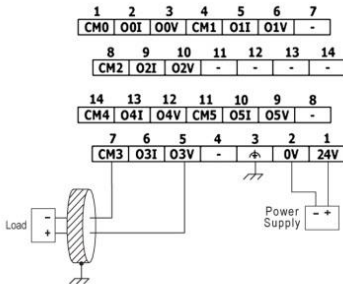 1 2 3 4 5 6 7
CM0 O0I O0V CM1 O1I O1V -
8 9 10 11 12 13 14
CM2 O2I O2V - - - -
14 13 12 11 10 9 8
CM4 O4I O4V CM5 O5I O5V -
7 6 5 4 3 2 1
CM3 O3I O3V - 0V 24V
Load - +
Power Supply - +